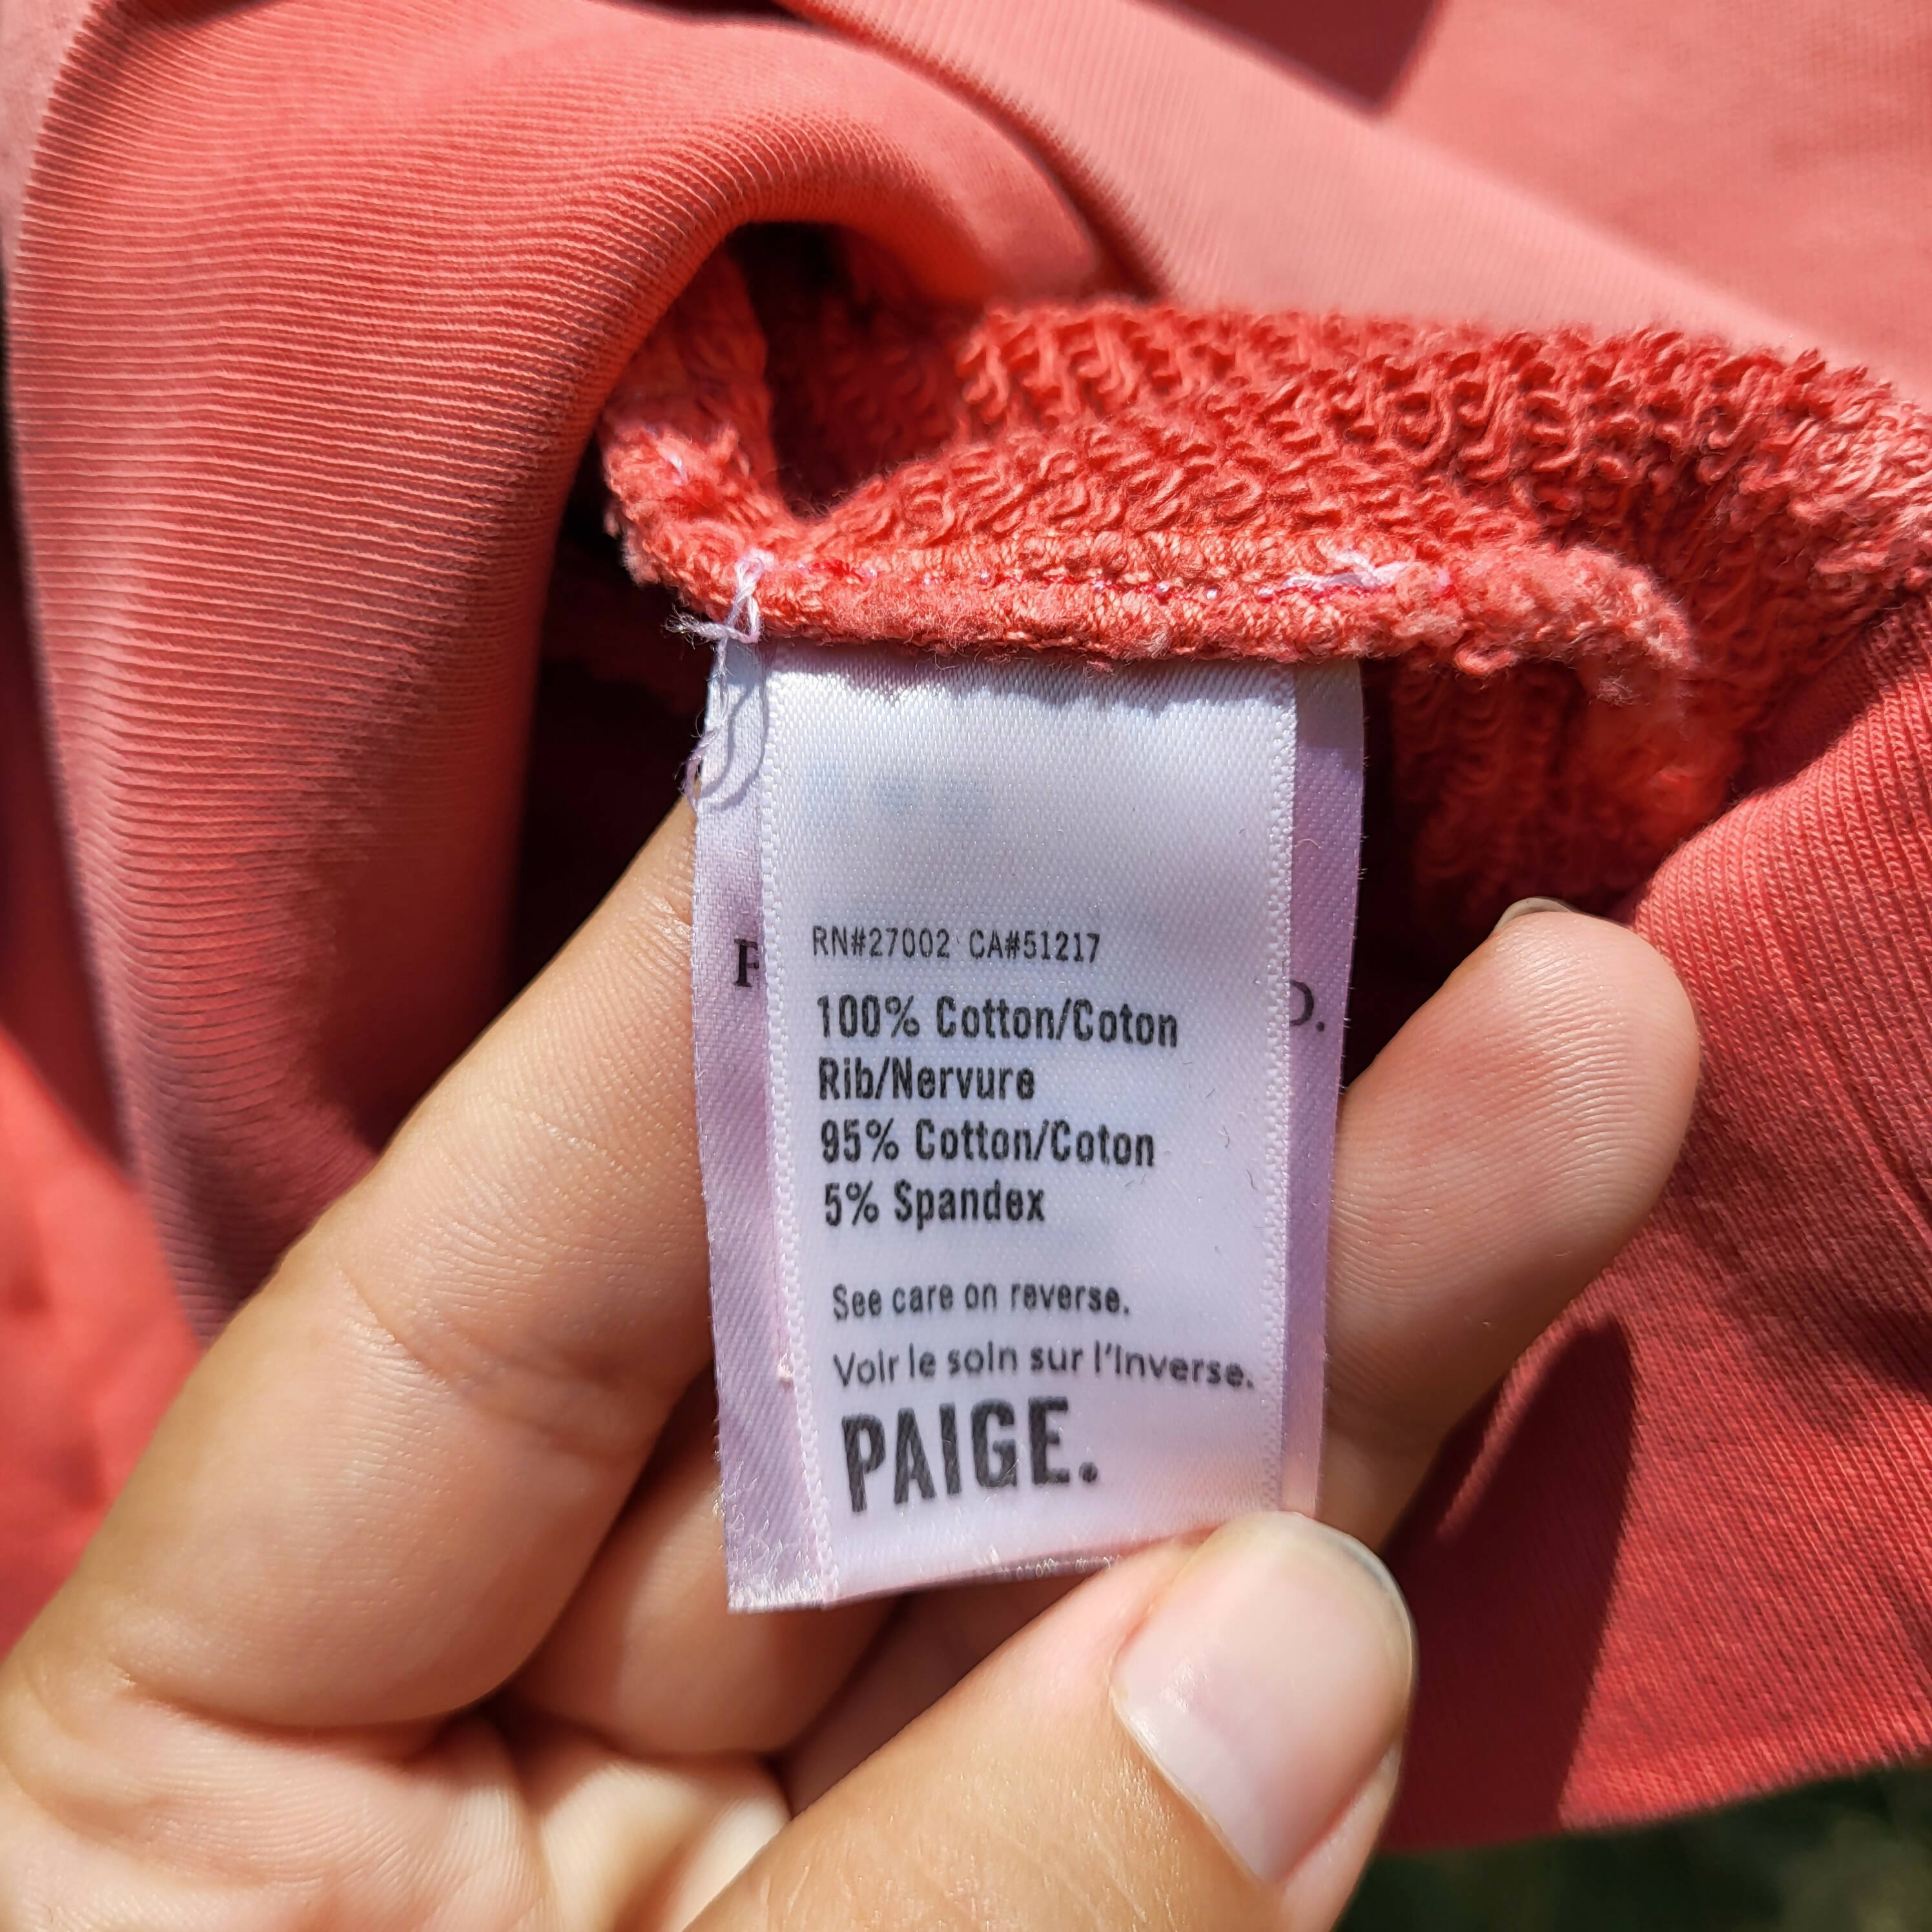 RN#27002 CA#51217
100% Cotton/Coton
Rib/Nervure
95% Cotton/Coton
5% Spandex
See care on reverse.
Voir le soin sur l'inverse.
PAIGE.